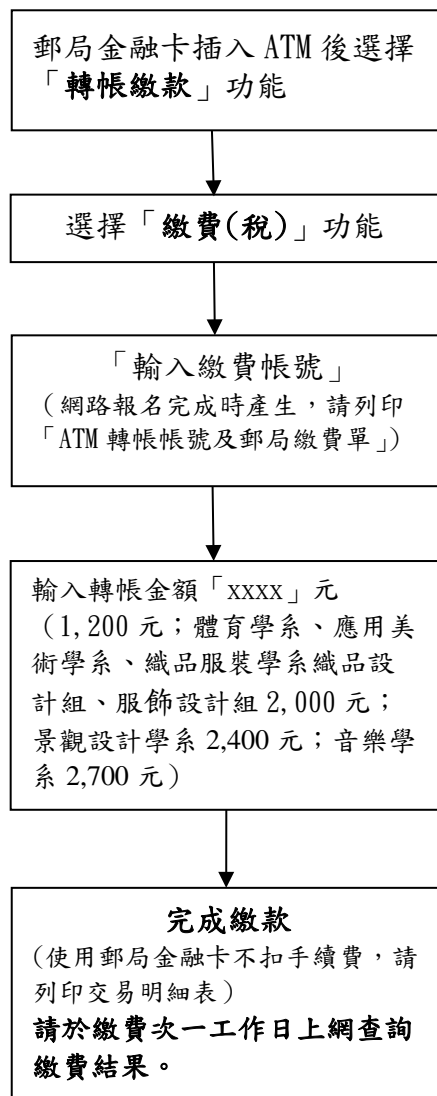 郵局金融卡插入 ATM 後選擇
「轉帳繳款」功能
選擇「繳費(稅)」功能
「輸入繳費帳號」
（網路報名完成時產生，請列印
「ATM 轉帳帳號及郵局繳費單」）
輸入轉帳金額「xxxx」元
（1,200 元；體育學系、應用美
術學系、織品服裝學系織品設
計組、服飾設計組 2,000 元；
景觀設計學系 2,400 元；音樂學
系 2,700 元）
完成繳款
（使用郵局金融卡不扣手續費，請
列印交易明細表）
請於繳費次一工作日上網查詢
繳費結果。